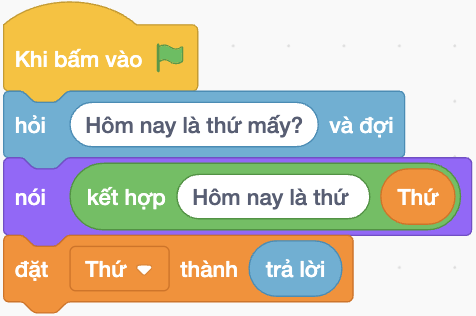 Khi bấm vào
hỏi Hôm nay là thứ mấy? và đợi
nói kết hợp Hôm nay là thứ Thứ
đặt Thứ thành trả lời